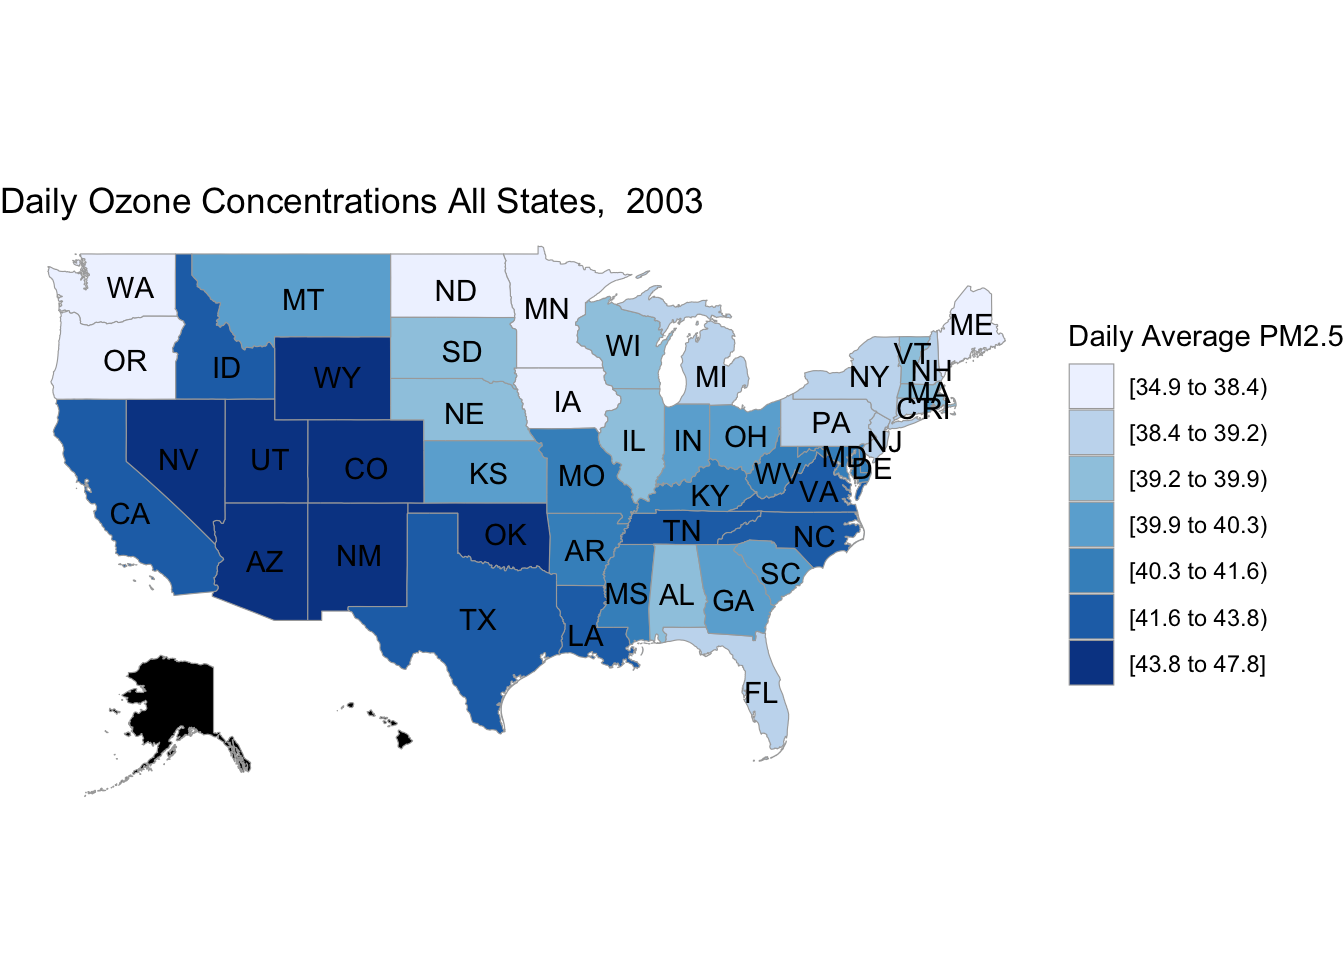 Daily Ozone Concentrations All States,  2003
WA
MT
ND
MN
ME
OR
ID
WY
SD
WI
MI
NY
VT
NH
MA
CT
RI
IA
NE
PA
NJ
NV
UT
CO
KS
MO
IL
IN
OH
WV
MD
DE
VA
KY
CA
AZ
NM
OK
AR
TN
NC
SC
MS
AL
GA
TX
LA
FL
Daily Average PM2.5
[34.9 to 38.4)
[38.4 to 39.2)
[39.2 to 39.9)
[39.9 to 40.3)
[40.3 to 41.6)
[41.6 to 43.8)
[43.8 to 47.8]